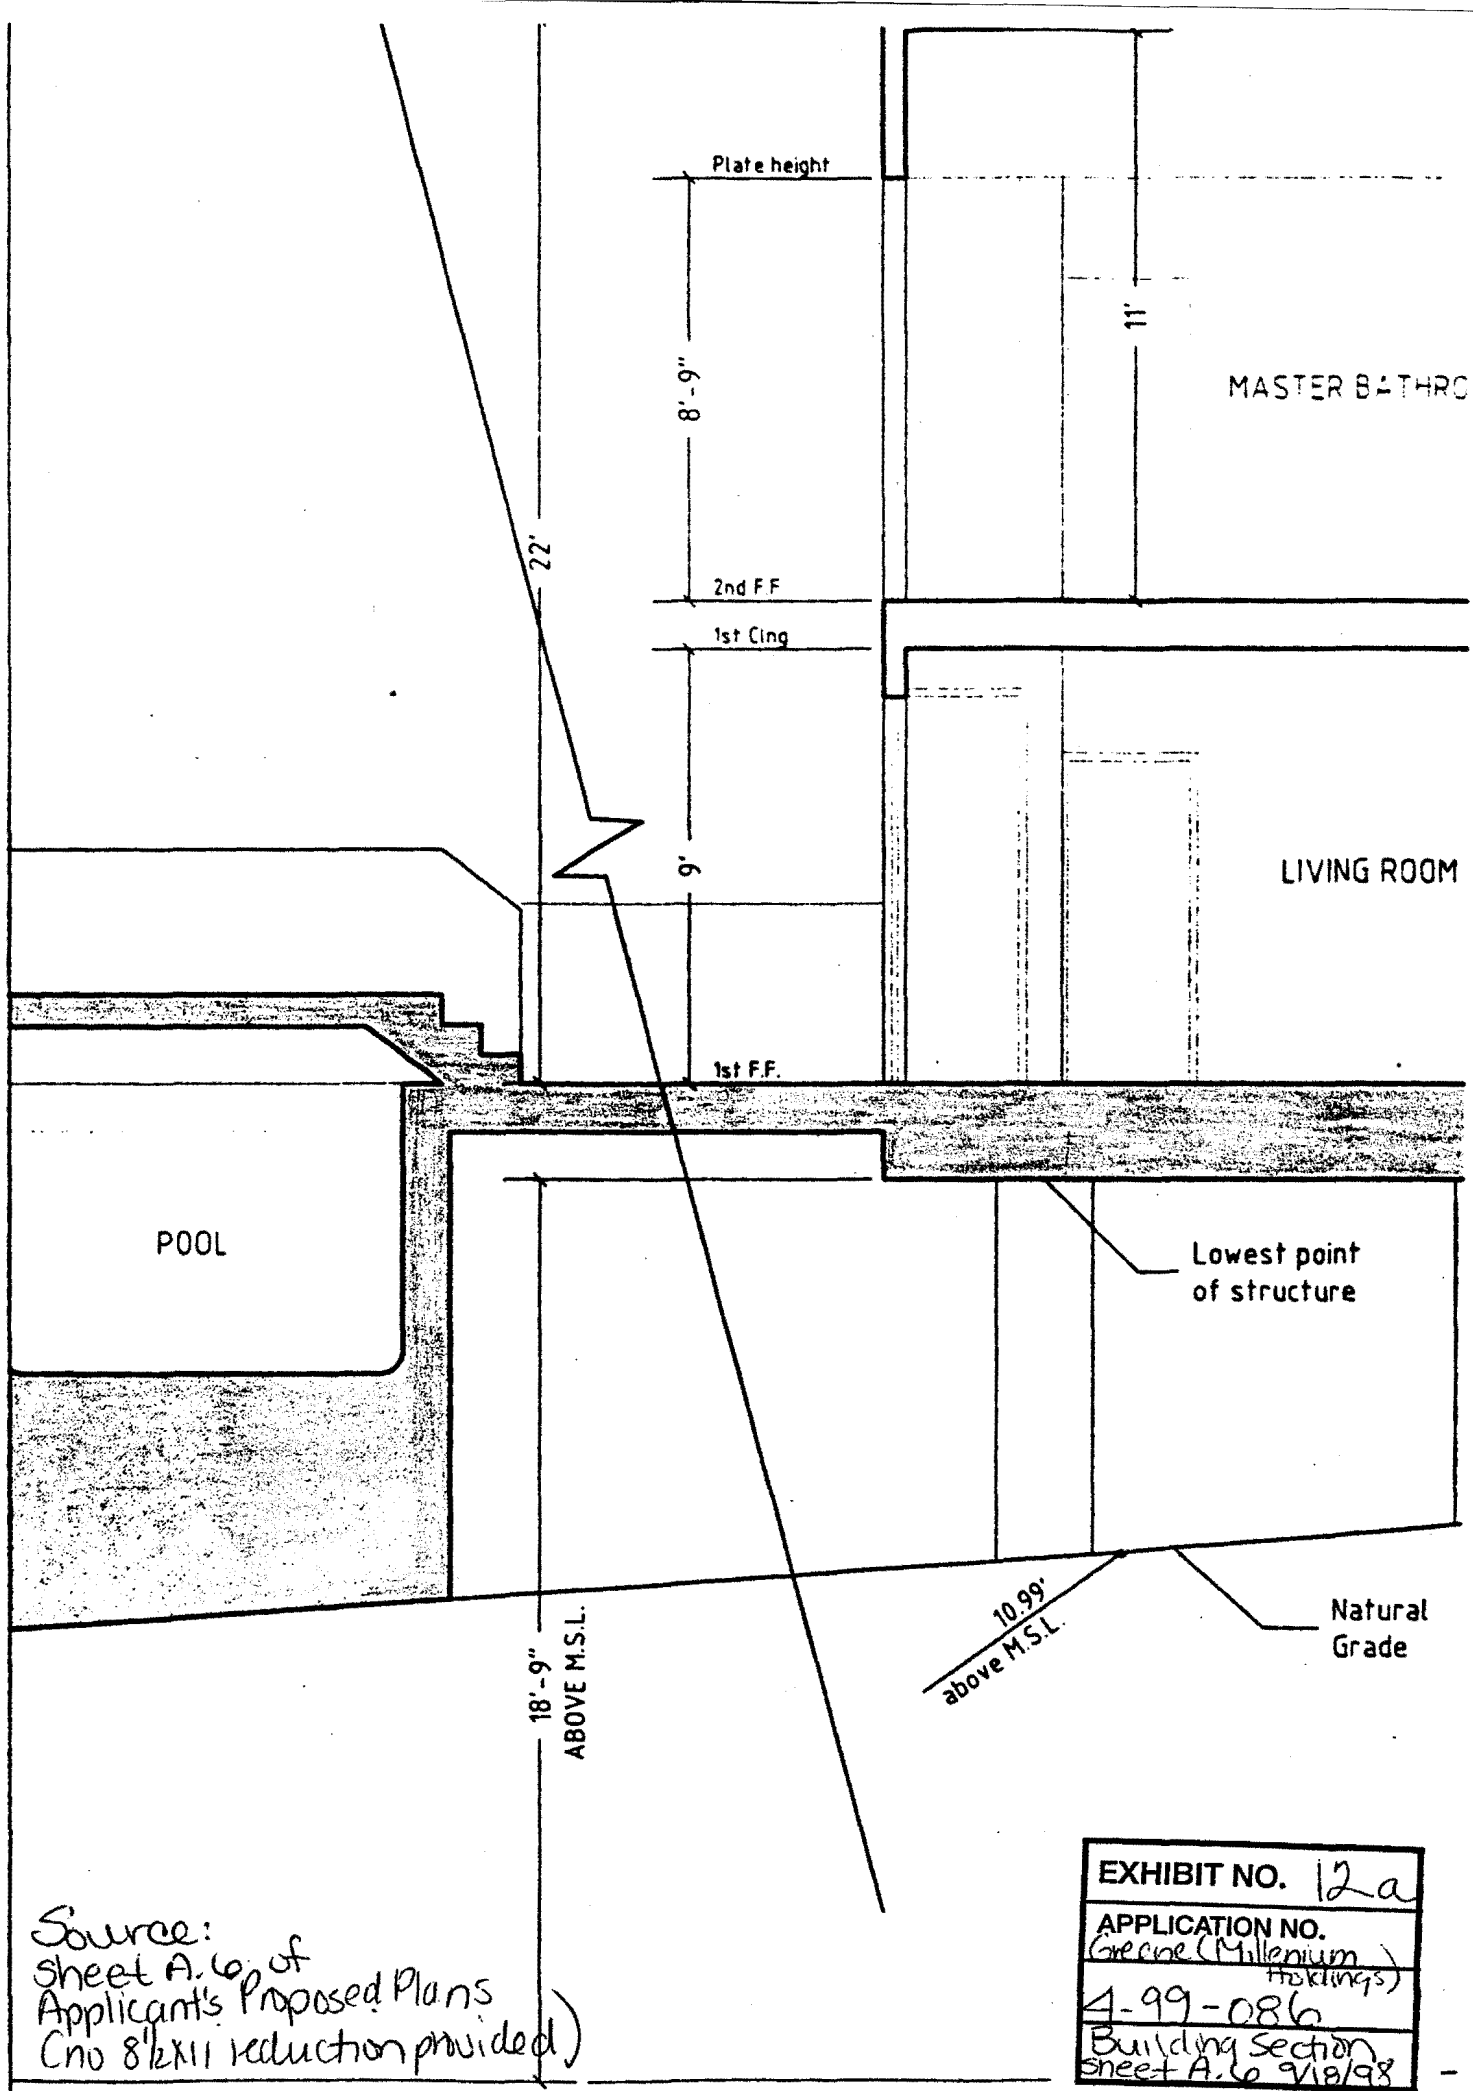 Plate height
11'
8'-9"
MASTER BATHRO
22'
2nd F.F
1st Clng
9'
LIVING ROOM
1st F.F.
POOL
Lowest point
of structure
10.99'
above M.S.L.
Natural
Grade
18'-9"
ABOVE M.S.L.
Source:
sheet A.6 of
Applicant's Proposed Plans
(no 8½x11 reduction provided)
EXHIBIT NO. 12a
APPLICATION NO.
Greene (Millenium
Holdings)
4-99-086
Building Section
sheet A.6 9/18/98